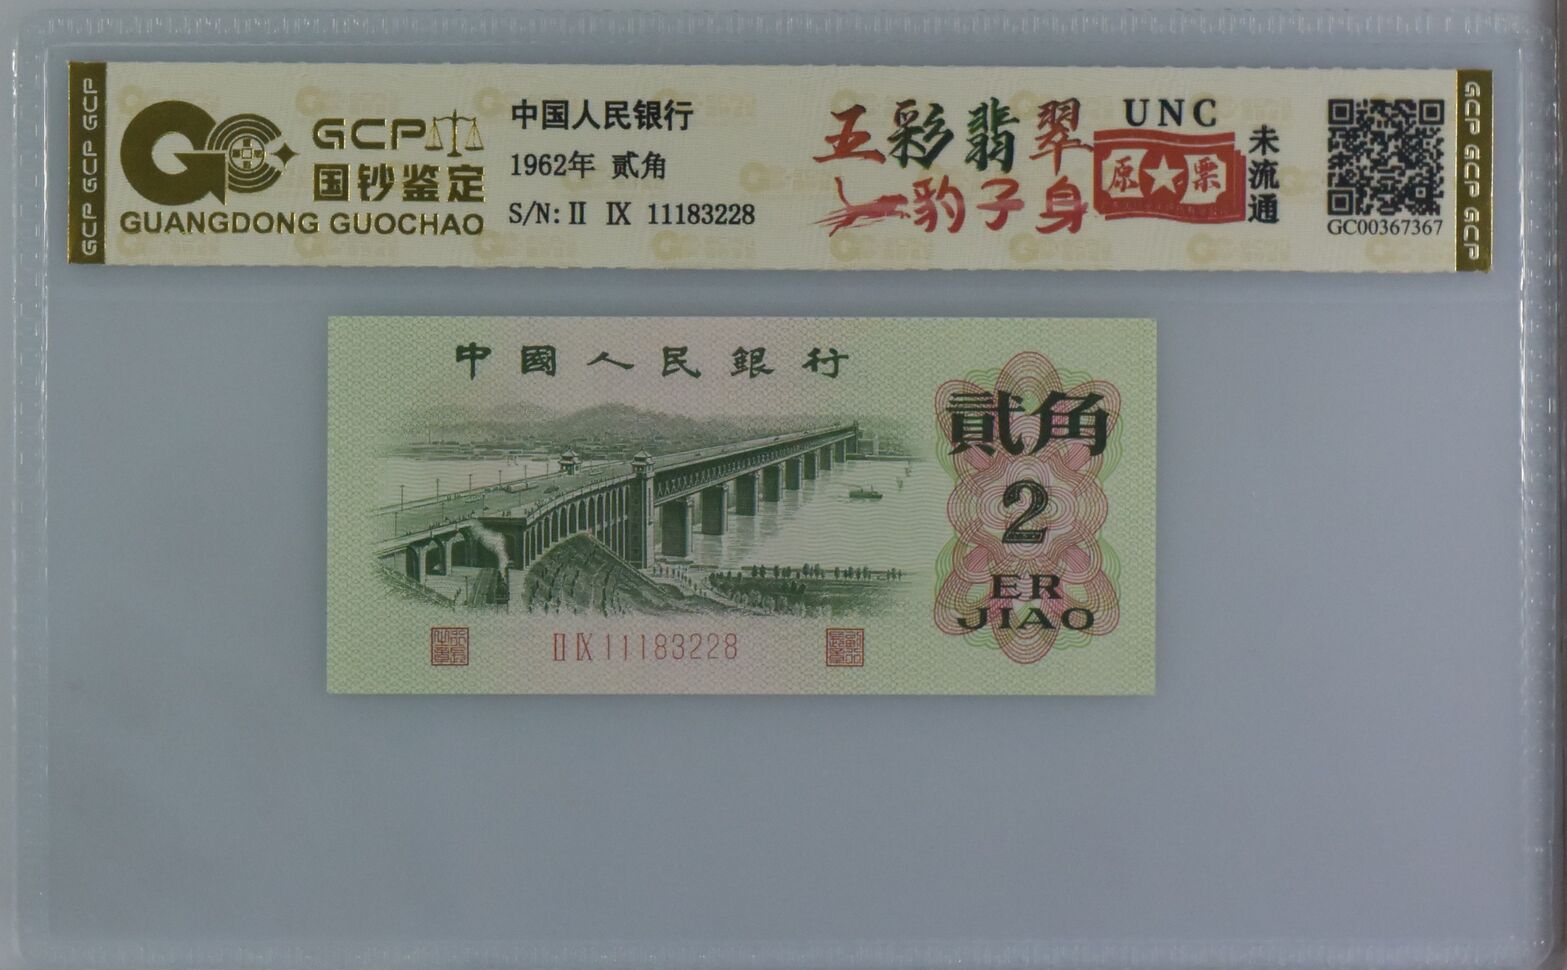 GCP GCP GCP
GCP
国钞鉴定
GUANGDONG GUOCHAO
中国人民银行
1962年 贰角
S/N: II IX 11183228
五彩翡翠
豹子身
UNC
原票
未流通
GC00367367
GCP GCP GCP
中國人民銀行
貳角
2
ER
JIAO
II IX 11183228